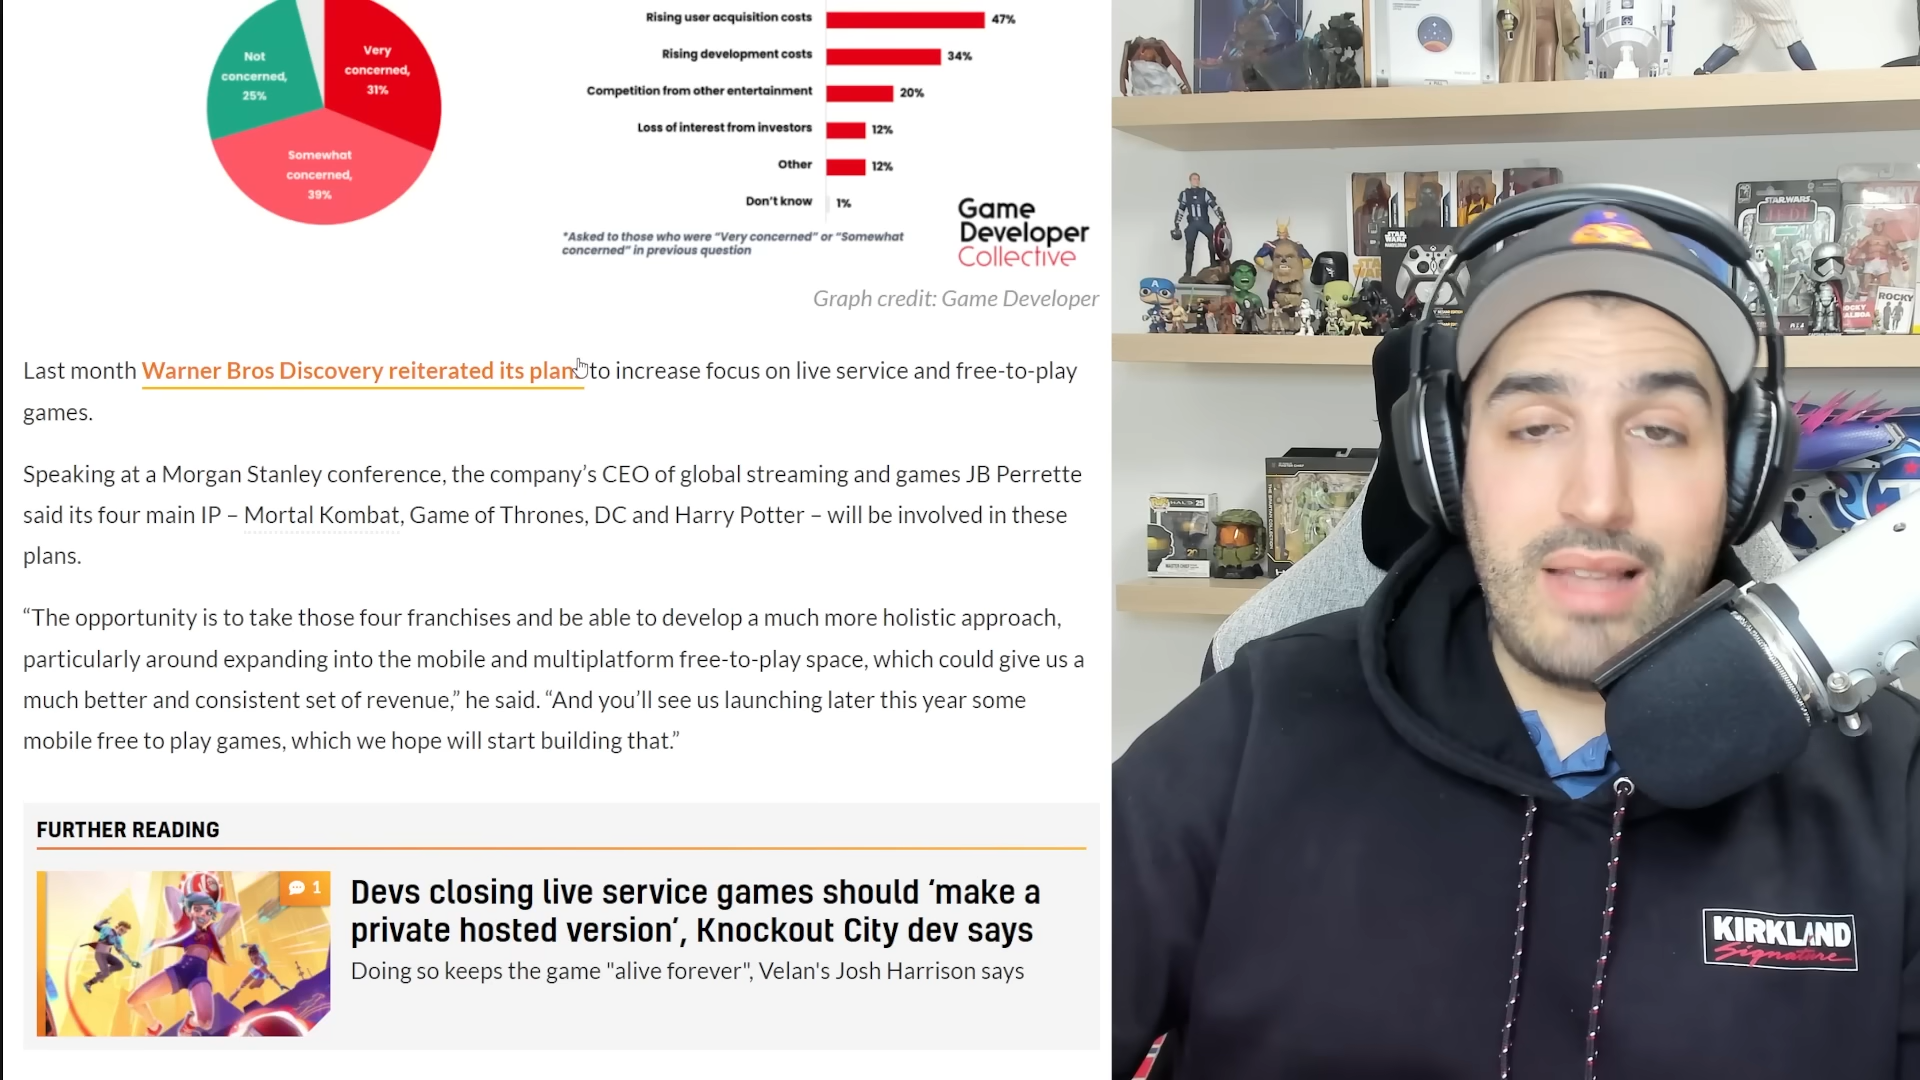 Not
concerned,
25%
Very
concerned,
31%
Somewhat
concerned,
39%
Rising user acquisition costs 47%
Rising development costs 34%
Competition from other entertainment 20%
Loss of interest from investors 12%
Other 12%
Don't know 1%
*Asked to those who were "Very concerned" or "Somewhat
concerned" in previous question
Game
Developer
Collective
Graph credit: Game Developer
Last month Warner Bros Discovery reiterated its plan to increase focus on live service and free-to-play
games.
Speaking at a Morgan Stanley conference, the company's CEO of global streaming and games JB Perrette
said its four main IP – Mortal Kombat, Game of Thrones, DC and Harry Potter – will be involved in these
plans.
“The opportunity is to take those four franchises and be able to develop a much more holistic approach,
particularly around expanding into the mobile and multiplatform free-to-play space, which could give us a
much better and consistent set of revenue,” he said. “And you'll see us launching later this year some
mobile free to play games, which we hope will start building that.”
FURTHER READING
1
Devs closing live service games should ‘make a
private hosted version’, Knockout City dev says
Doing so keeps the game "alive forever", Velan's Josh Harrison says
STAR WARS
STAR
WARS
ROCKY
ROCKY
KIRKLAND
Signature